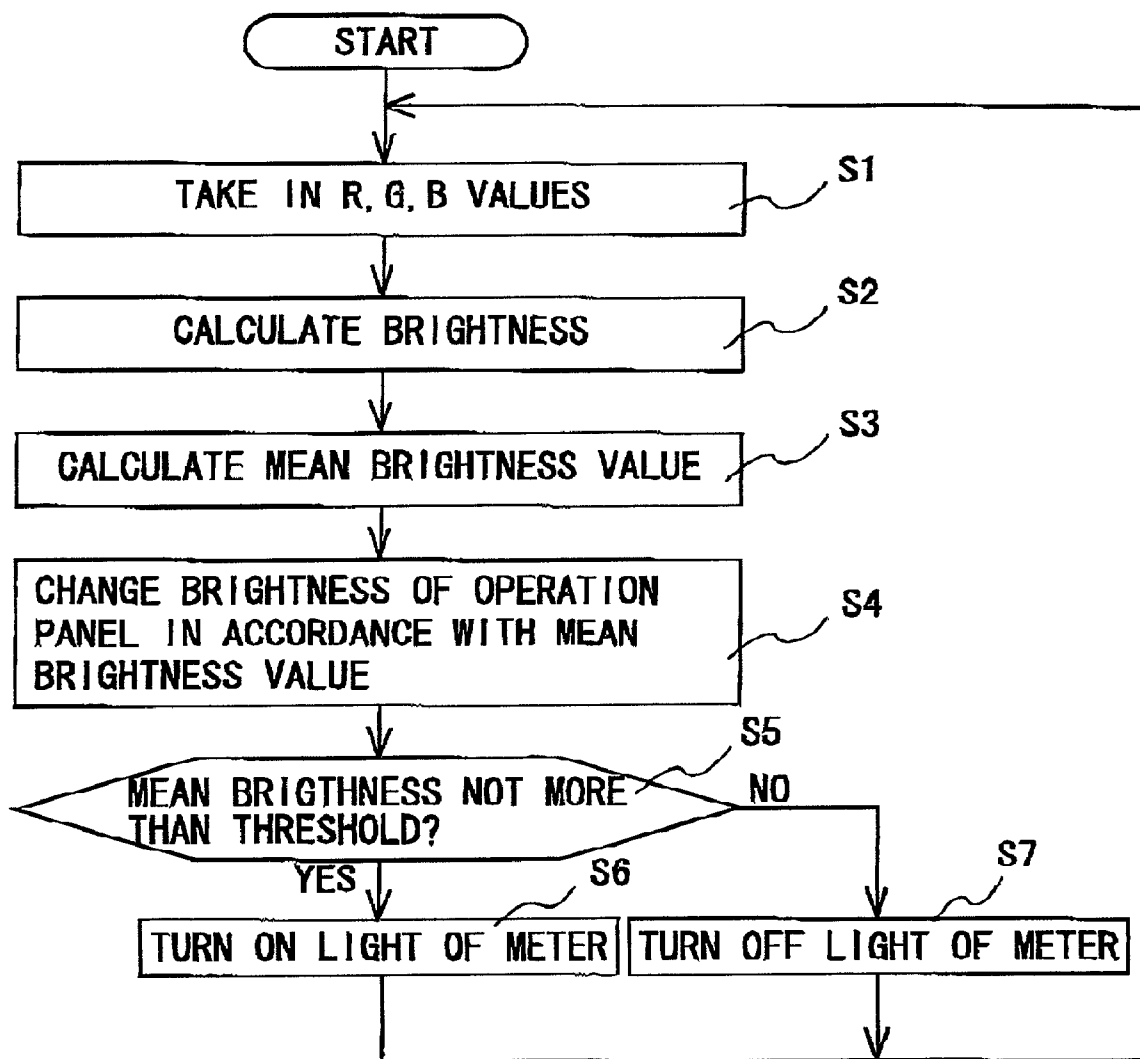 START
TAKE IN R, G, B VALUES
S1
CALCULATE BRIGHTNESS
S2
CALCULATE MEAN BRIGHTNESS VALUE
S3
CHANGE BRIGHTNESS OF OPERATION
PANEL IN ACCORDANCE WITH MEAN
BRIGHTNESS VALUE
S4
MEAN BRIGTHNESS NOT MORE
THAN THRESHOLD?
S5
NO
YES
S6
S7
TURN ON LIGHT OF METER
TURN OFF LIGHT OF METER